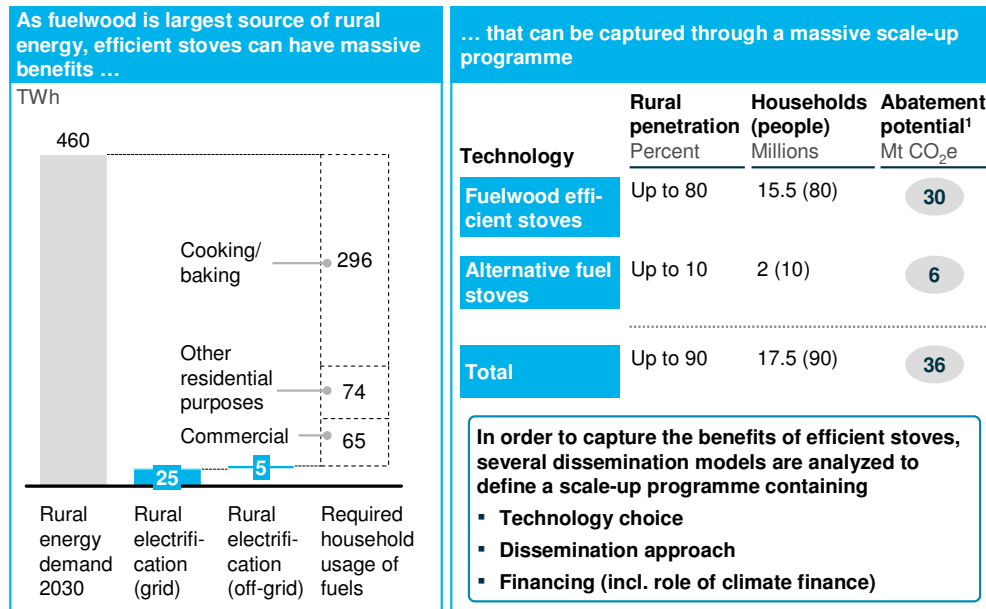 As fuelwood is largest source of rural
energy, efficient stoves can have massive
benefits …
TWh
460
Cooking/
baking
296
Other
residential
purposes
74
Commercial
65
25
5
Rural
energy
demand
2030
Rural
electrifi-
cation
(grid)
Rural
electrifi-
cation
(off-grid)
Required
household
usage of
fuels
… that can be captured through a massive scale-up
programme
Technology
Rural
penetration
Percent
Households
(people)
Millions
Abatement
potential¹
Mt CO₂e
Fuelwood effi-
cient stoves
Up to 80
15.5 (80)
30
Alternative fuel
stoves
Up to 10
2 (10)
6
Total
Up to 90
17.5 (90)
36
In order to capture the benefits of efficient stoves,
several dissemination models are analyzed to
define a scale-up programme containing
▪ Technology choice
▪ Dissemination approach
▪ Financing (incl. role of climate finance)